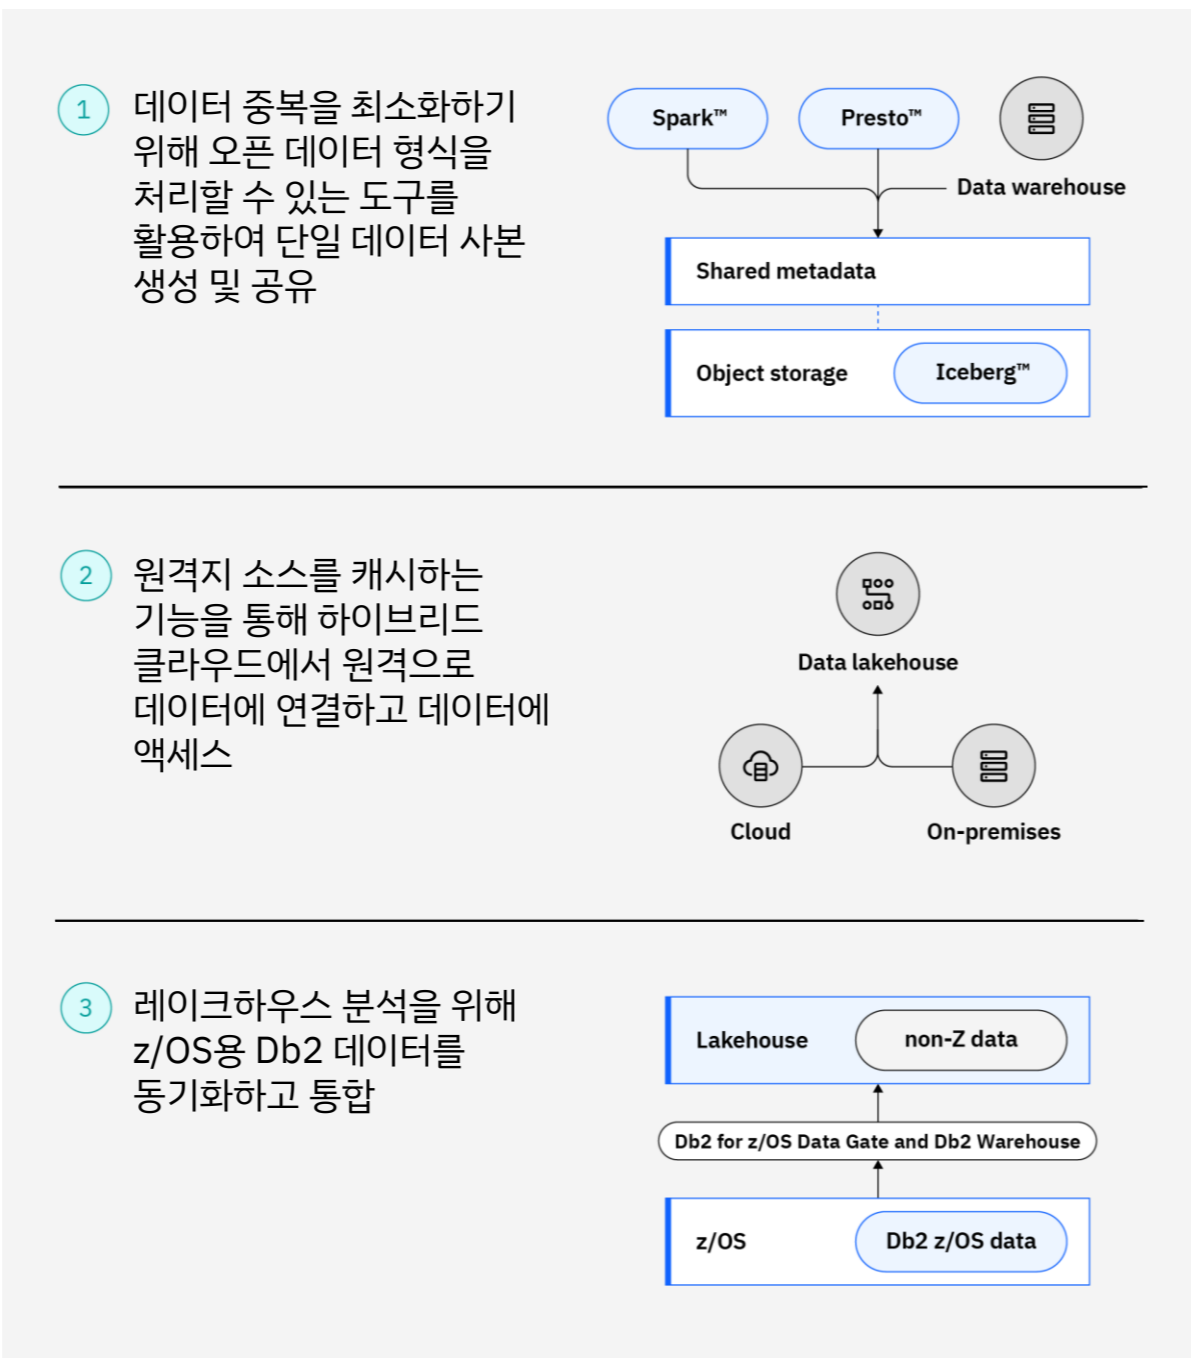 1
데이터 중복을 최소화하기
위해 오픈 데이터 형식을
처리할 수 있는 도구를
활용하여 단일 데이터 사본
생성 및 공유
Spark™
Presto™
Data warehouse
Shared metadata
Object storage
Iceberg™
2
원격지 소스를 캐시하는
기능을 통해 하이브리드
클라우드에서 원격으로
데이터에 연결하고 데이터에
액세스
Data lakehouse
Cloud
On-premises
3
레이크하우스 분석을 위해
z/OS용 Db2 데이터를
동기화하고 통합
Lakehouse
non-Z data
Db2 for z/OS Data Gate and Db2 Warehouse
z/OS
Db2 z/OS data